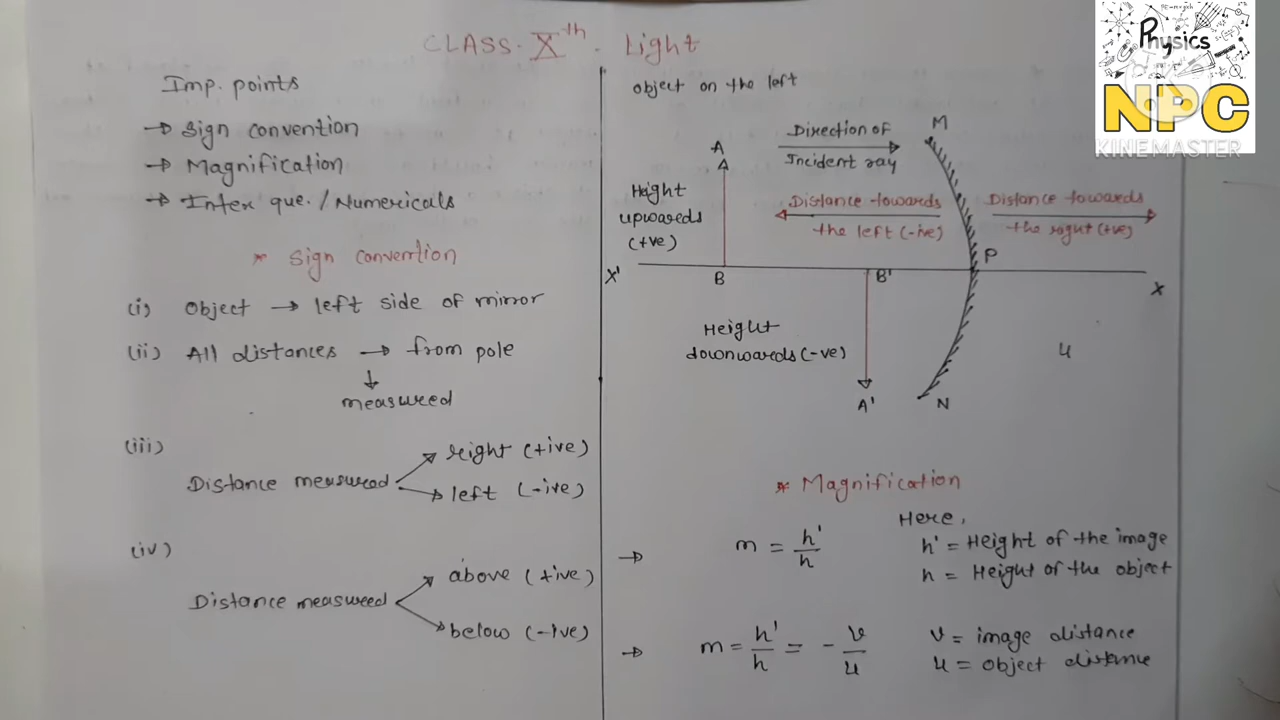 CLASS. Xth. Light
Imp. points
→ Sign convention
→ Magnification
→ Inter que. / Numericals
* Sign convention
(i) Object → left side of mirror
(ii) All distances → from pole
↓
measured
(iii)
Distance measured
right (+ive)
left (-ive)
(iv)
Distance measured
above (+ive)
below (-ive)
object on the left
Direction of
Incident ray
M
A
Height
upwards
(+ve)
Distance towards
the left (-ive)
Distance towards
the right (+ve)
P
X'
B
B'
X
Height
downwards (-ve)
u
A'
N
* Magnification
→ m = h'/h
Here,
h' = Height of the image
h = Height of the object
→ m = h'/h = - v/u
v = image distance
u = object distance
Physics
NPC
KINEMASTER